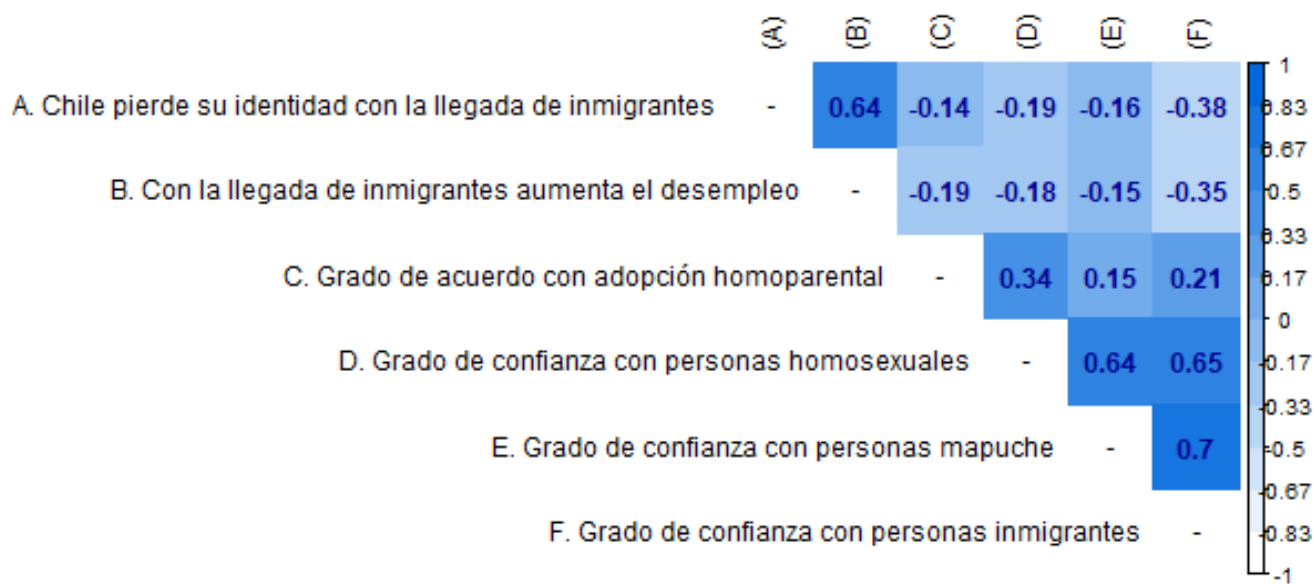 (A) (B) (C) (D) (E) (F)
A. Chile pierde su identidad con la llegada de inmigrantes - 0.64 -0.14 -0.19 -0.16 -0.38
B. Con la llegada de inmigrantes aumenta el desempleo - -0.19 -0.18 -0.15 -0.35
C. Grado de acuerdo con adopción homoparental - 0.34 0.15 0.21
D. Grado de confianza con personas homosexuales - 0.64 0.65
E. Grado de confianza con personas mapuche - 0.7
F. Grado de confianza con personas inmigrantes -
1
0.83
0.67
0.5
0.33
0.17
0
-0.17
-0.33
-0.5
-0.67
-0.83
-1